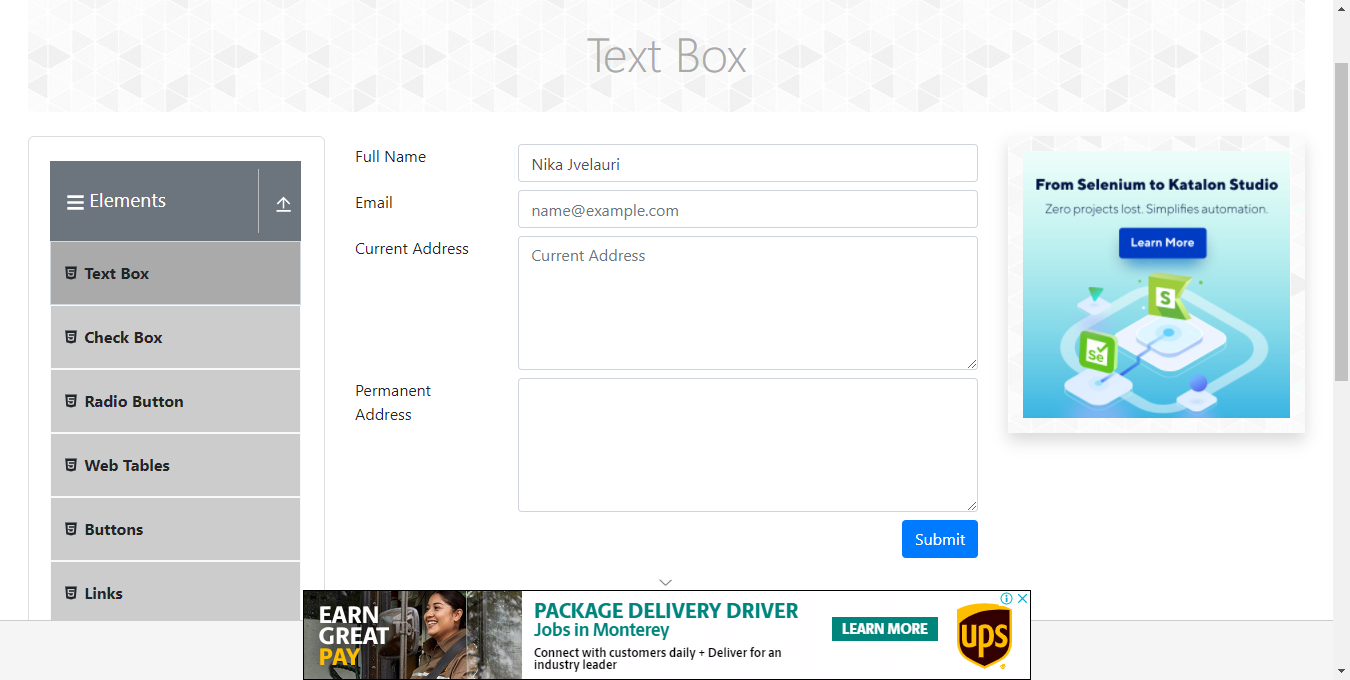 Text Box
Elements
Text Box
Check Box
Radio Button
Web Tables
Buttons
Links
Full Name
Nika Jvelauri
Email
name@example.com
Current Address
Current Address
Permanent
Address
Submit
From Selenium to Katalon Studio
Zero projects lost. Simplifies automation.
Learn More
S
Se
EARN
GREAT
PAY
PACKAGE DELIVERY DRIVER
Jobs in Monterey
Connect with customers daily + Deliver for an
industry leader
LEARN MORE
ups